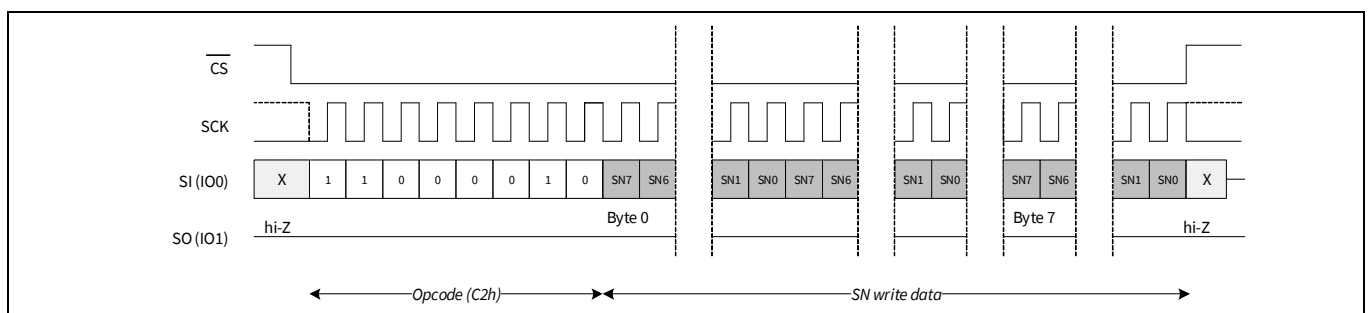 CS
SCK
SI (IO0) X 1 1 0 0 0 0 1 0 SN7 SN6 SN1 SN0 SN7 SN6 SN1 SN0 SN7 SN6 SN1 SN0 X
Byte 0 Byte 7
hi-Z hi-Z
SO (IO1)
Opcode (C2h) SN write data